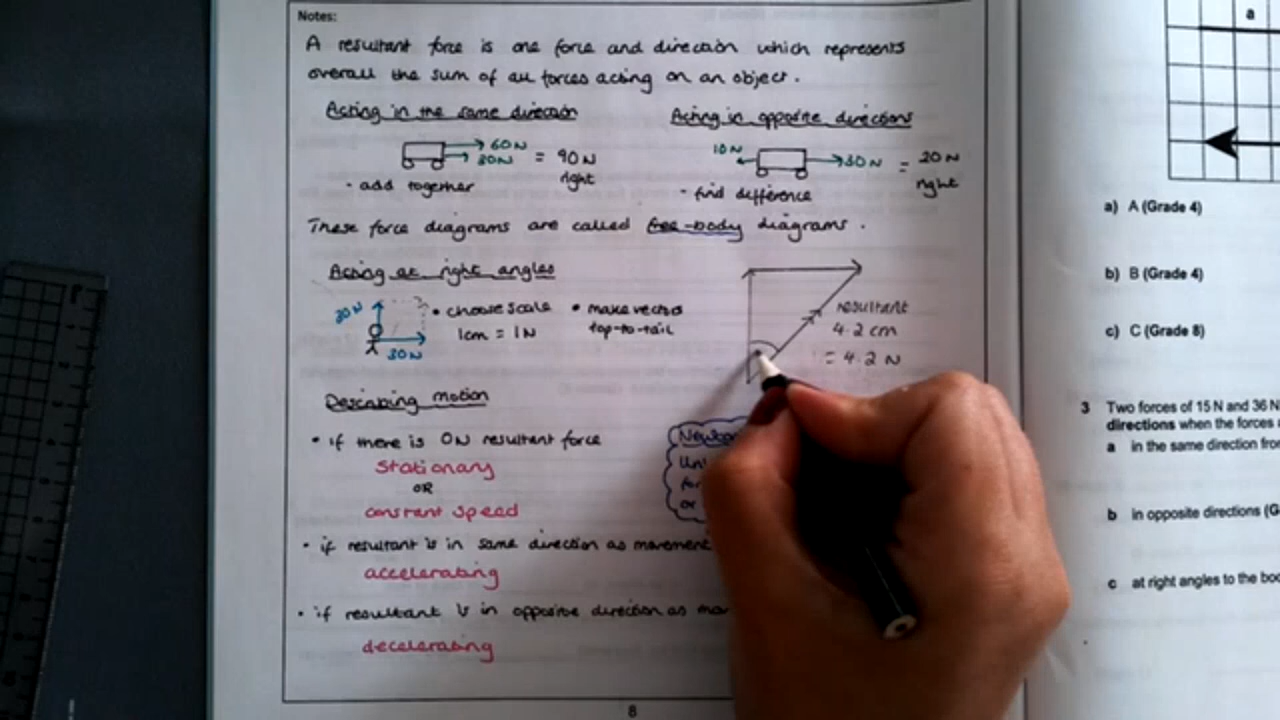 Notes:
A resultant force is one force and direction which represents
overall the sum of all forces acting on an object.
Acting in the same direction
60N
30N
= 90N
right
· add together
Acting in opposite directions
10N
30N
= 20N
right
· find difference
These force diagrams are called free-body diagrams.
Acting at right angles
30N
30N
• choose scale
1cm = 1N
• make vectors
top-to-tail
resultant
4.2 cm
= 4.2 N
Describing motion
• if there is 0N resultant force
stationary
OR
constant speed
• if resultant is in same direction as movement
accelerating
• if resultant is in opposite direction as
decelerating
or
8
a
a) A (Grade 4)
b) B (Grade 4)
c) C (Grade 8)
3 Two forces of 15 N and 36 N
directions when the forces
a in the same direction
b in opposite directions
c at right angles to the